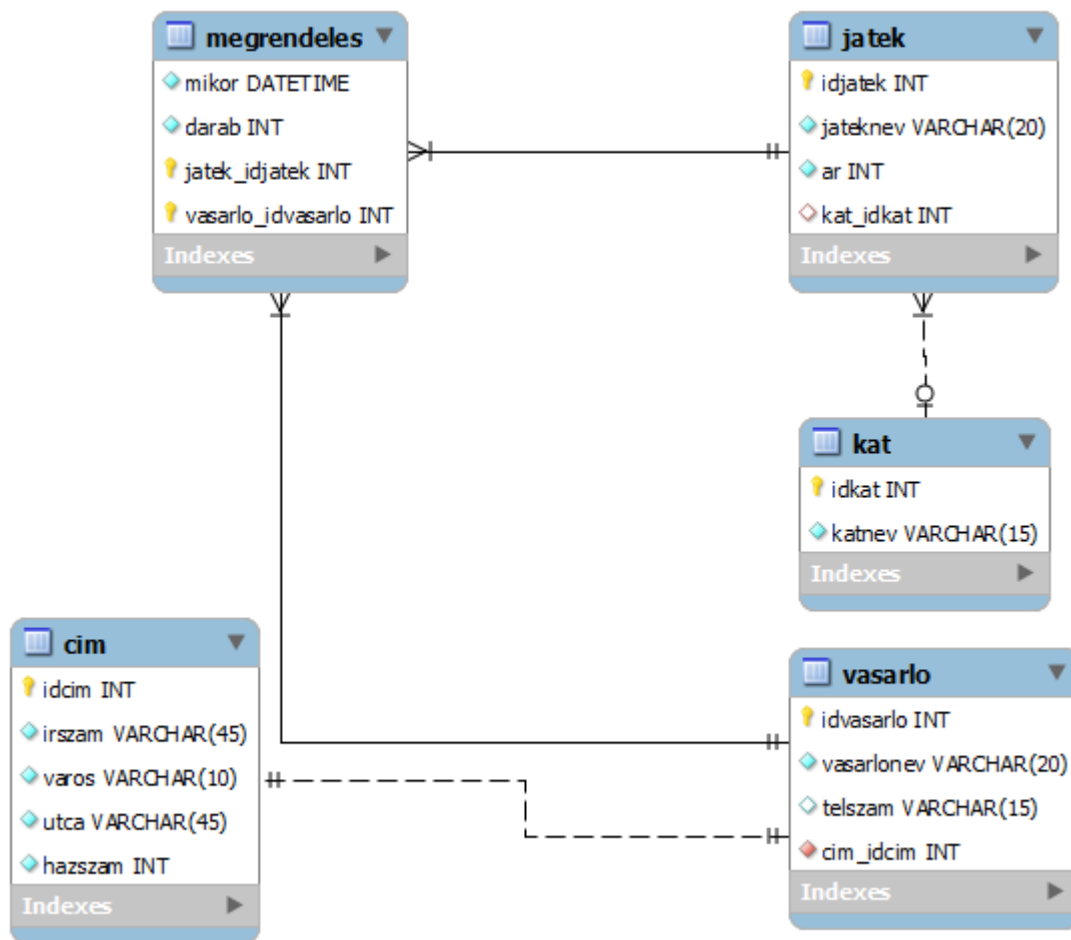 megrendeles
mikor DATETIME
darab INT
jatek_idjatek INT
vasarlo_idvasarlo INT
Indexes
jatek
idjatek INT
jateknev VARCHAR(20)
ar INT
kat_idkat INT
Indexes
kat
idkat INT
katnev VARCHAR(15)
Indexes
cim
idcim INT
irszam VARCHAR(45)
varos VARCHAR(10)
utca VARCHAR(45)
hazszam INT
Indexes
vasarlo
idvasarlo INT
vasarlonev VARCHAR(20)
telszam VARCHAR(15)
cim_idcim INT
Indexes